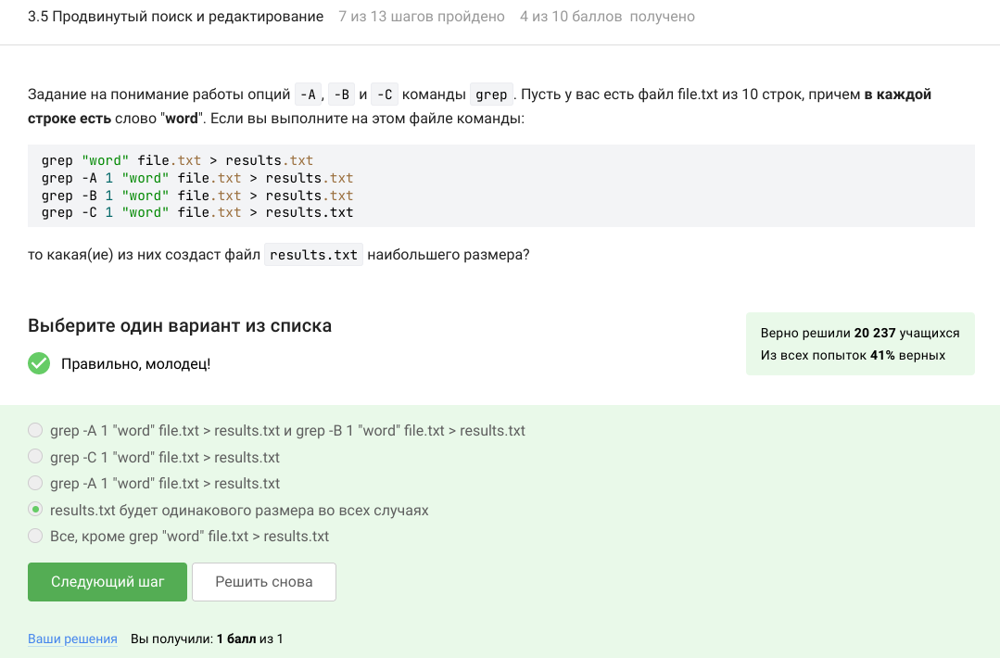 3.5 Продвинутый поиск и редактирование 7 из 13 шагов пройдено 4 из 10 баллов получено
Задание на понимание работы опций -A, -B и -C команды grep. Пусть у вас есть файл file.txt из 10 строк, причем в каждой
строке есть слово "word". Если вы выполните на этом файле команды:
grep "word" file.txt > results.txt
grep -A 1 "word" file.txt > results.txt
grep -B 1 "word" file.txt > results.txt
grep -C 1 "word" file.txt > results.txt
то какая(ие) из них создаст файл results.txt наибольшего размера?
Выберите один вариант из списка
Правильно, молодец!
Верно решили 20 237 учащихся
Из всех попыток 41% верных
grep -A 1 "word" file.txt > results.txt и grep -B 1 "word" file.txt > results.txt
grep -C 1 "word" file.txt > results.txt
grep -A 1 "word" file.txt > results.txt
results.txt будет одинакового размера во всех случаях
Все, кроме grep "word" file.txt > results.txt
Следующий шаг Решить снова
Ваши решения Вы получили: 1 балл из 1